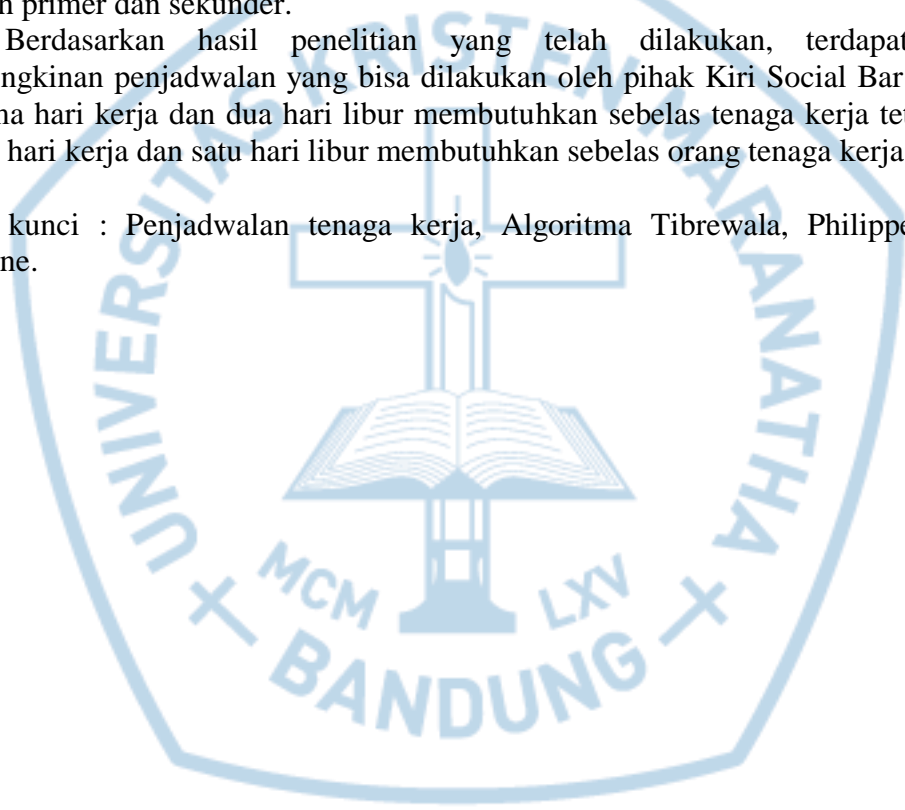 n primer dan sekunder.
Berdasarkan hasil penelitian yang telah dilakukan, terdapat
ngkinan penjadwalan yang bisa dilakukan oleh pihak Kiri Social Bar
na hari kerja dan dua hari libur membutuhkan sebelas tenaga kerja tet
hari kerja dan satu hari libur membutuhkan sebelas orang tenaga kerja
kunci : Penjadwalan tenaga kerja, Algoritma Tibrewala, Philippe
ne.
UNIVERSITAS KRISTEN MARANATHA
MCM LXV
BANDUNG